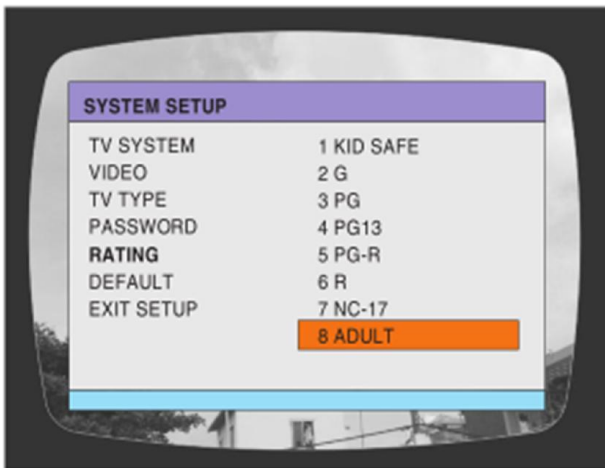 SYSTEM SETUP
TV SYSTEM
VIDEO
TV TYPE
PASSWORD
RATING
DEFAULT
EXIT SETUP
1 KID SAFE
2 G
3 PG
4 PG13
5 PG-R
6 R
7 NC-17
8 ADULT